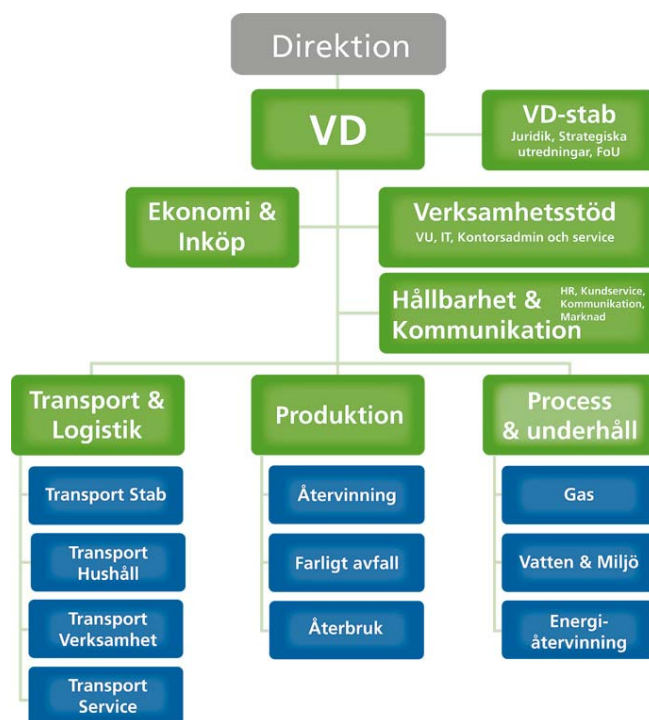 Direktion
VD
VD-stab
Juridik, Strategiska
utredningar, FoU
Ekonomi &
Inköp
Verksamhetsstöd
VU, IT, Kontorsadmin och service
Hållbarhet &
Kommunikation
HR, Kundservice,
Kommunikation,
Marknad
Transport &
Logistik
Transport Stab
Transport
Hushåll
Transport
Verksamhet
Transport
Service
Produktion
Återvinning
Farligt avfall
Återbruk
Process
& underhåll
Gas
Vatten & Miljö
Energi-
återvinning